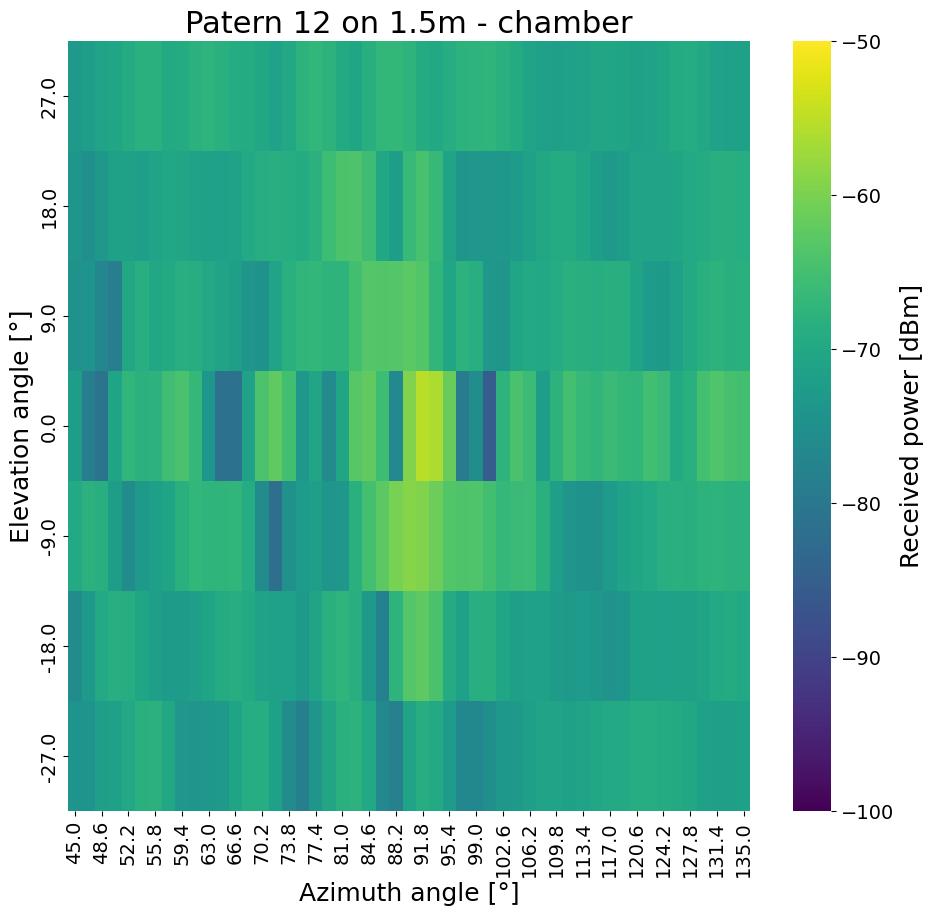 Patern 12 on 1.5m - chamber
Elevation angle [°]
27.0
18.0
9.0
0.0
-9.0
-18.0
-27.0
45.0 48.6 52.2 55.8 59.4 63.0 66.6 70.2 73.8 77.4 81.0 84.6 88.2 91.8 95.4 99.0 102.6 106.2 109.8 113.4 117.0 120.6 124.2 127.8 131.4 135.0
Azimuth angle [°]
−50
−60
−70
−80
−90
−100
Received power [dBm]